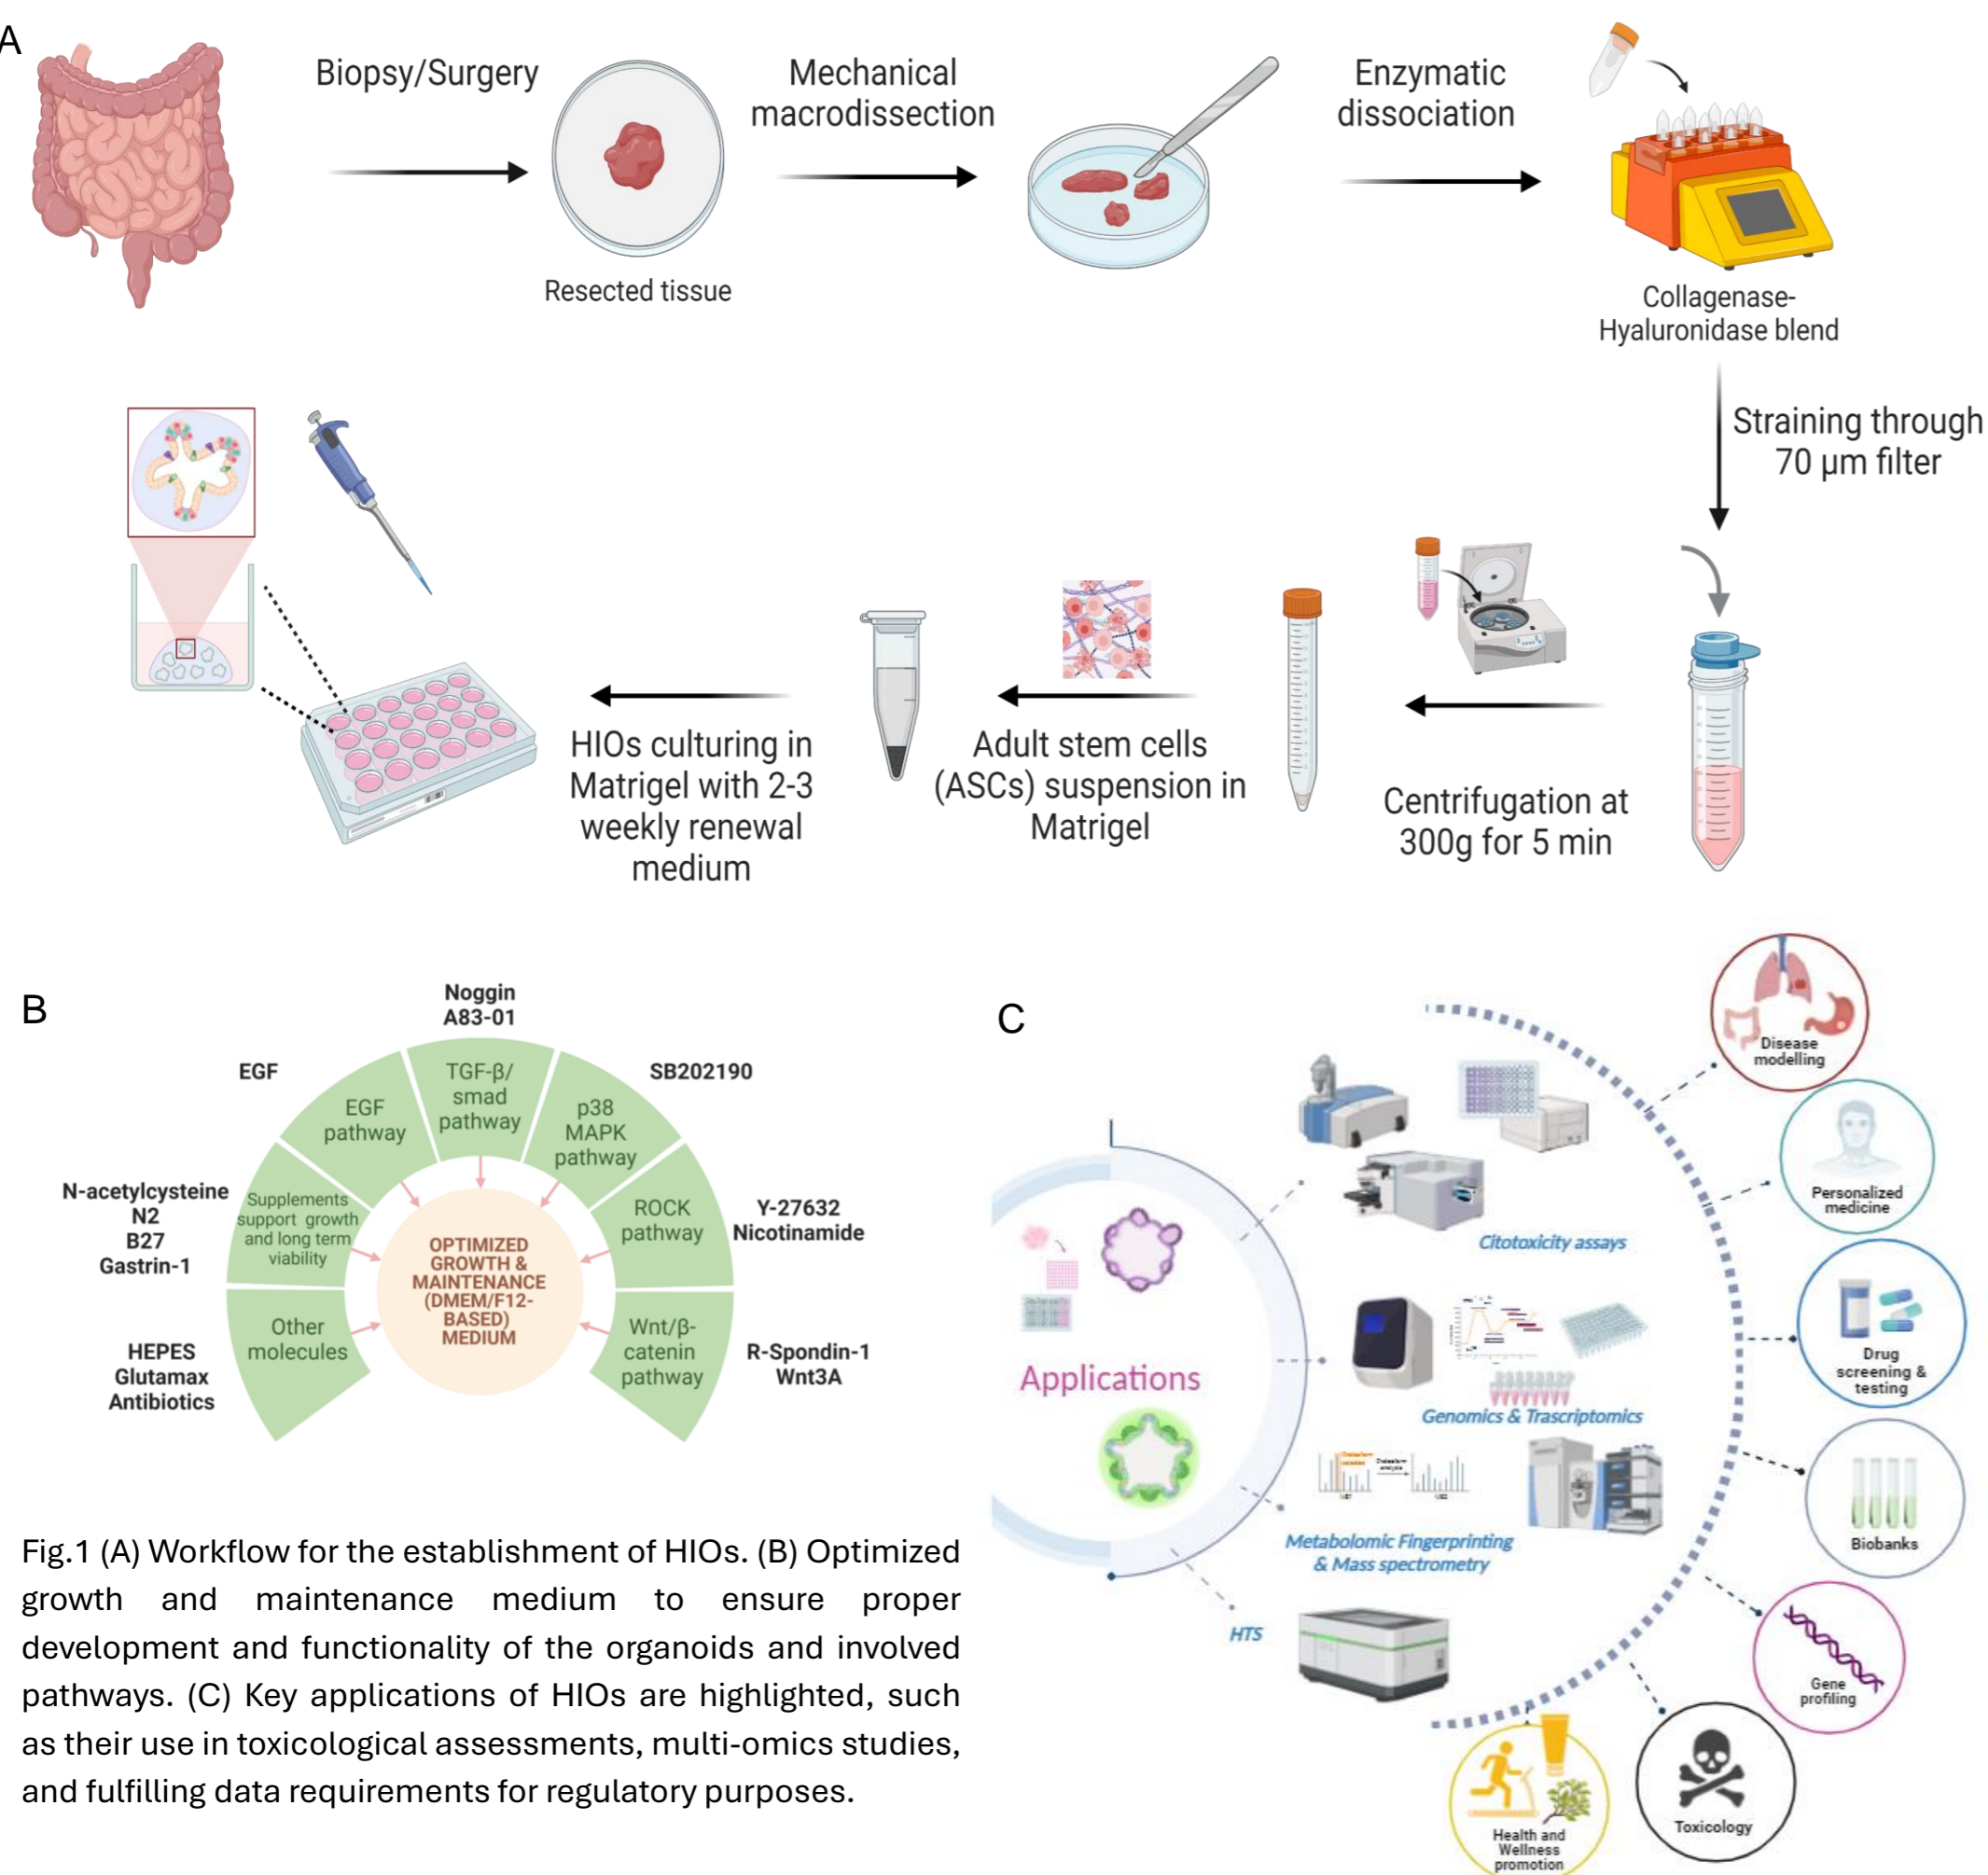 A
Biopsy/Surgery
Resected tissue
Mechanical
macrodissection
Enzymatic
dissociation
Collagenase-
Hyaluronidase blend
Straining through
70 µm filter
Centrifugation at
300g for 5 min
Adult stem cells
(ASCs) suspension in
Matrigel
HIOs culturing in
Matrigel with 2-3
weekly renewal
medium
B
Noggin
A83-01
EGF
SB202190
N-acetylcysteine
N2
B27
Gastrin-1
Y-27632
Nicotinamide
HEPES
Glutamax
Antibiotics
R-Spondin-1
Wnt3A
Other
molecules
Supplements
support growth
and long term
viability
EGF
pathway
TGF-β/
smad
pathway
p38
MAPK
pathway
ROCK
pathway
Wnt/β-
catenin
pathway
OPTIMIZED
GROWTH &
MAINTENANCE
(DMEM/F12-
BASED)
MEDIUM
C
Applications
Citotoxicity assays
Genomics & Trascriptomics
Metabolomic Fingerprinting
& Mass spectrometry
HTS
Disease
modelling
Personalized
medicine
Drug
screening &
testing
Biobanks
Gene
profiling
Toxicology
Health and
Wellness
promotion
Fig.1 (A) Workflow for the establishment of HIOs. (B) Optimized
growth and maintenance medium to ensure proper
development and functionality of the organoids and involved
pathways. (C) Key applications of HIOs are highlighted, such
as their use in toxicological assessments, multi-omics studies,
and fulfilling data requirements for regulatory purposes.